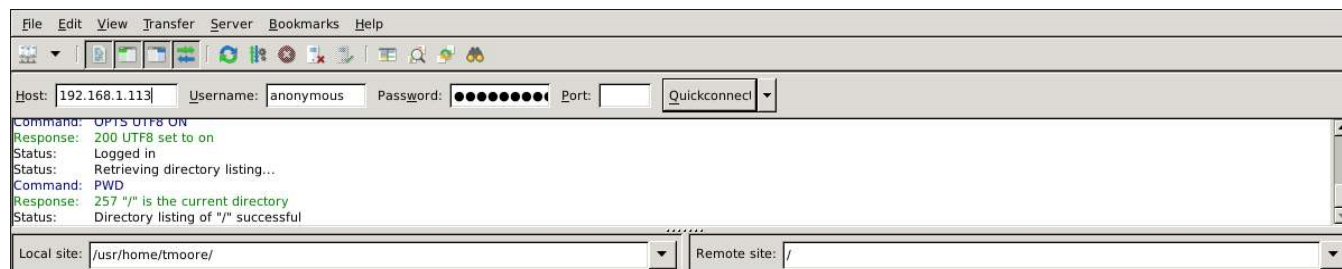 File Edit View Transfer Server Bookmarks Help
Host: 192.168.1.113 Username: anonymous Password: ●●●●●●●●● Port: Quickconnect
Command: OPTS UTF8 ON
Response: 200 UTF8 set to on
Status: Logged in
Status: Retrieving directory listing...
Command: PWD
Response: 257 "/" is the current directory
Status: Directory listing of "/" successful
Local site: /usr/home/tmoore/ Remote site: /